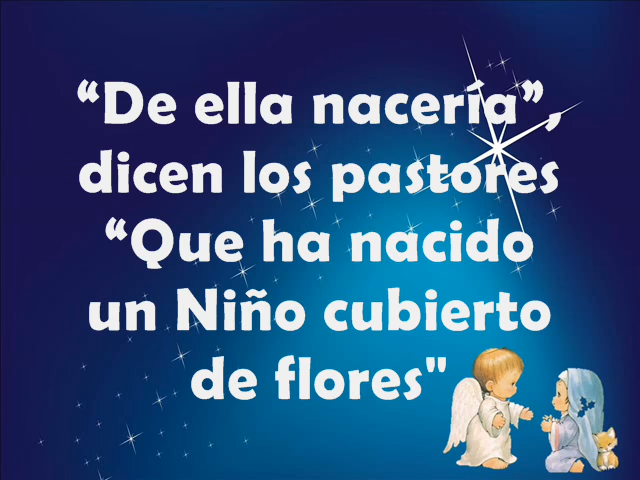 “De ella nacería”,
dicen los pastores
“Que ha nacido
un Niño cubierto
de flores"